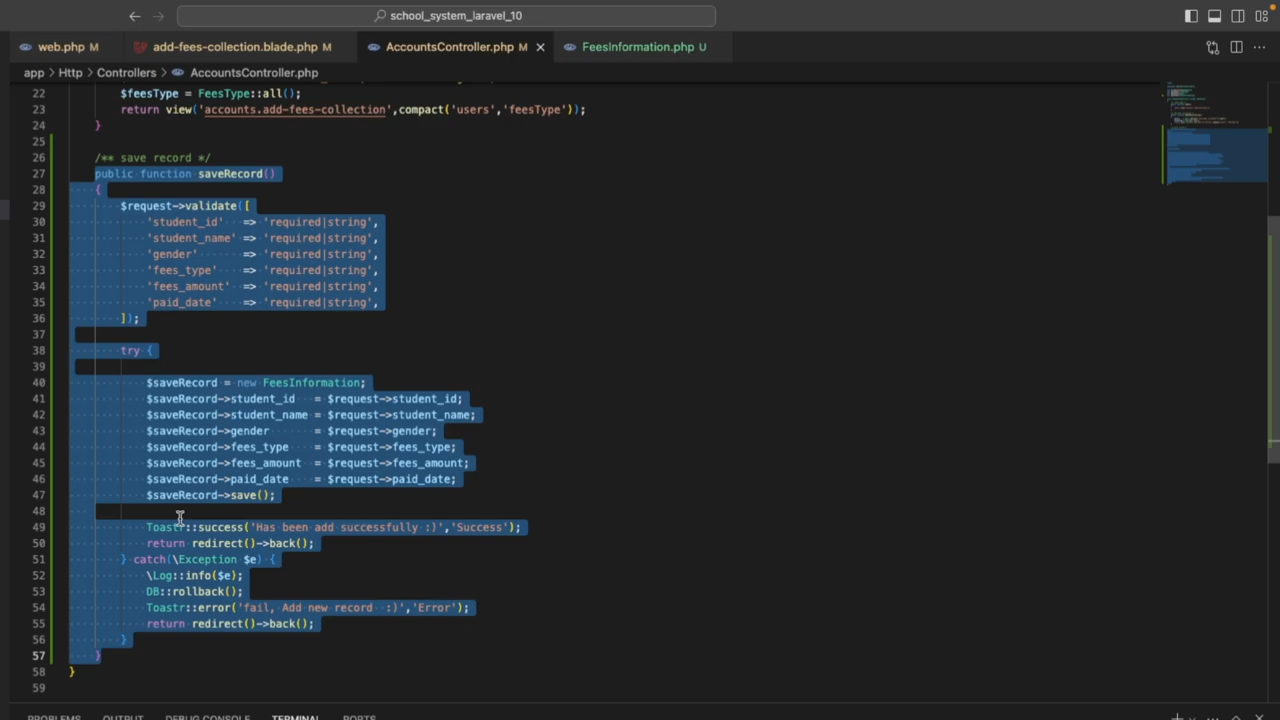 school_system_laravel_10
web.php M
add-fees-collection.blade.php M
AccountsController.php M
FeesInformation.php U
app > Http > Controllers > AccountsController.php
22 $feesType = FeesType::all();
23 return view('accounts.add-fees-collection',compact('users','feesType'));
24 }
25
26 /** save record */
27 public function saveRecord()
28 {
29 $request->validate([
30 'student_id' => 'required|string',
31 'student_name' => 'required|string',
32 'gender' => 'required|string',
33 'fees_type' => 'required|string',
34 'fees_amount' => 'required|string',
35 'paid_date' => 'required|string',
36 ]);
37
38 try {
39
40 $saveRecord = new FeesInformation;
41 $saveRecord->student_id = $request->student_id;
42 $saveRecord->student_name = $request->student_name;
43 $saveRecord->gender = $request->gender;
44 $saveRecord->fees_type = $request->fees_type;
45 $saveRecord->fees_amount = $request->fees_amount;
46 $saveRecord->paid_date = $request->paid_date;
47 $saveRecord->save();
48
49 Toastr::success('Has been add successfully :)','Success');
50 return redirect()->back();
51 } catch(\Exception $e) {
52 \Log::info($e);
53 DB::rollback();
54 Toastr::error('fail, Add new record :)','Error');
55 return redirect()->back();
56 }
57 }
58 }
59
PROBLEMS OUTPUT DEBUG CONSOLE TERMINAL PORTS